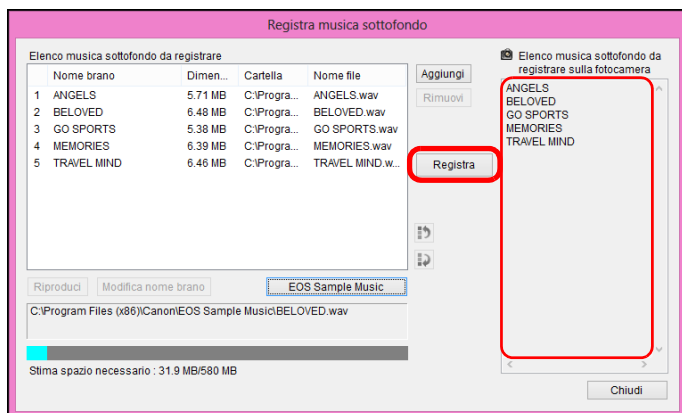 Registra musica sottofondo
Elenco musica sottofondo da registrare
Nome brano Dimen... Cartella Nome file
1 ANGELS 5.71 MB C:\Progra... ANGELS.wav
2 BELOVED 6.48 MB C:\Progra... BELOVED.wav
3 GO SPORTS 5.38 MB C:\Progra... GO SPORTS.wav
4 MEMORIES 6.39 MB C:\Progra... MEMORIES.wav
5 TRAVEL MIND 6.46 MB C:\Progra... TRAVEL MIND.w...
Riproduci Modifica nome brano EOS Sample Music
C:\Program Files (x86)\Canon\EOS Sample Music\BELOVED.wav
Stima spazio necessario : 31.9 MB/580 MB
Aggiungi
Rimuovi
Registra
Elenco musica sottofondo da
registrare sulla fotocamera
ANGELS
BELOVED
GO SPORTS
MEMORIES
TRAVEL MIND
Chiudi